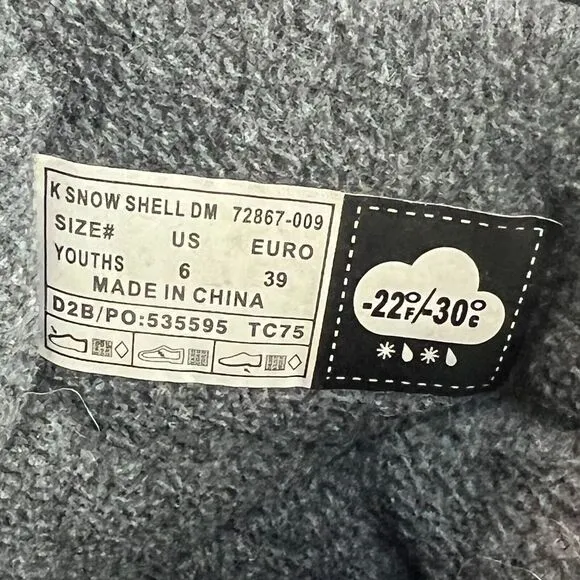 K SNOW SHELL DM 72867-009
SIZE# US EURO
YOUTHS 6 39
MADE IN CHINA
D2B/PO:535595 TC75
-22°F/-30°C